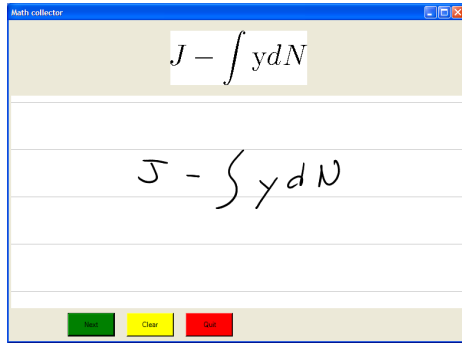 Math collector
J − ∫ ydN
J − ∫ y d N
Next Clear Quit